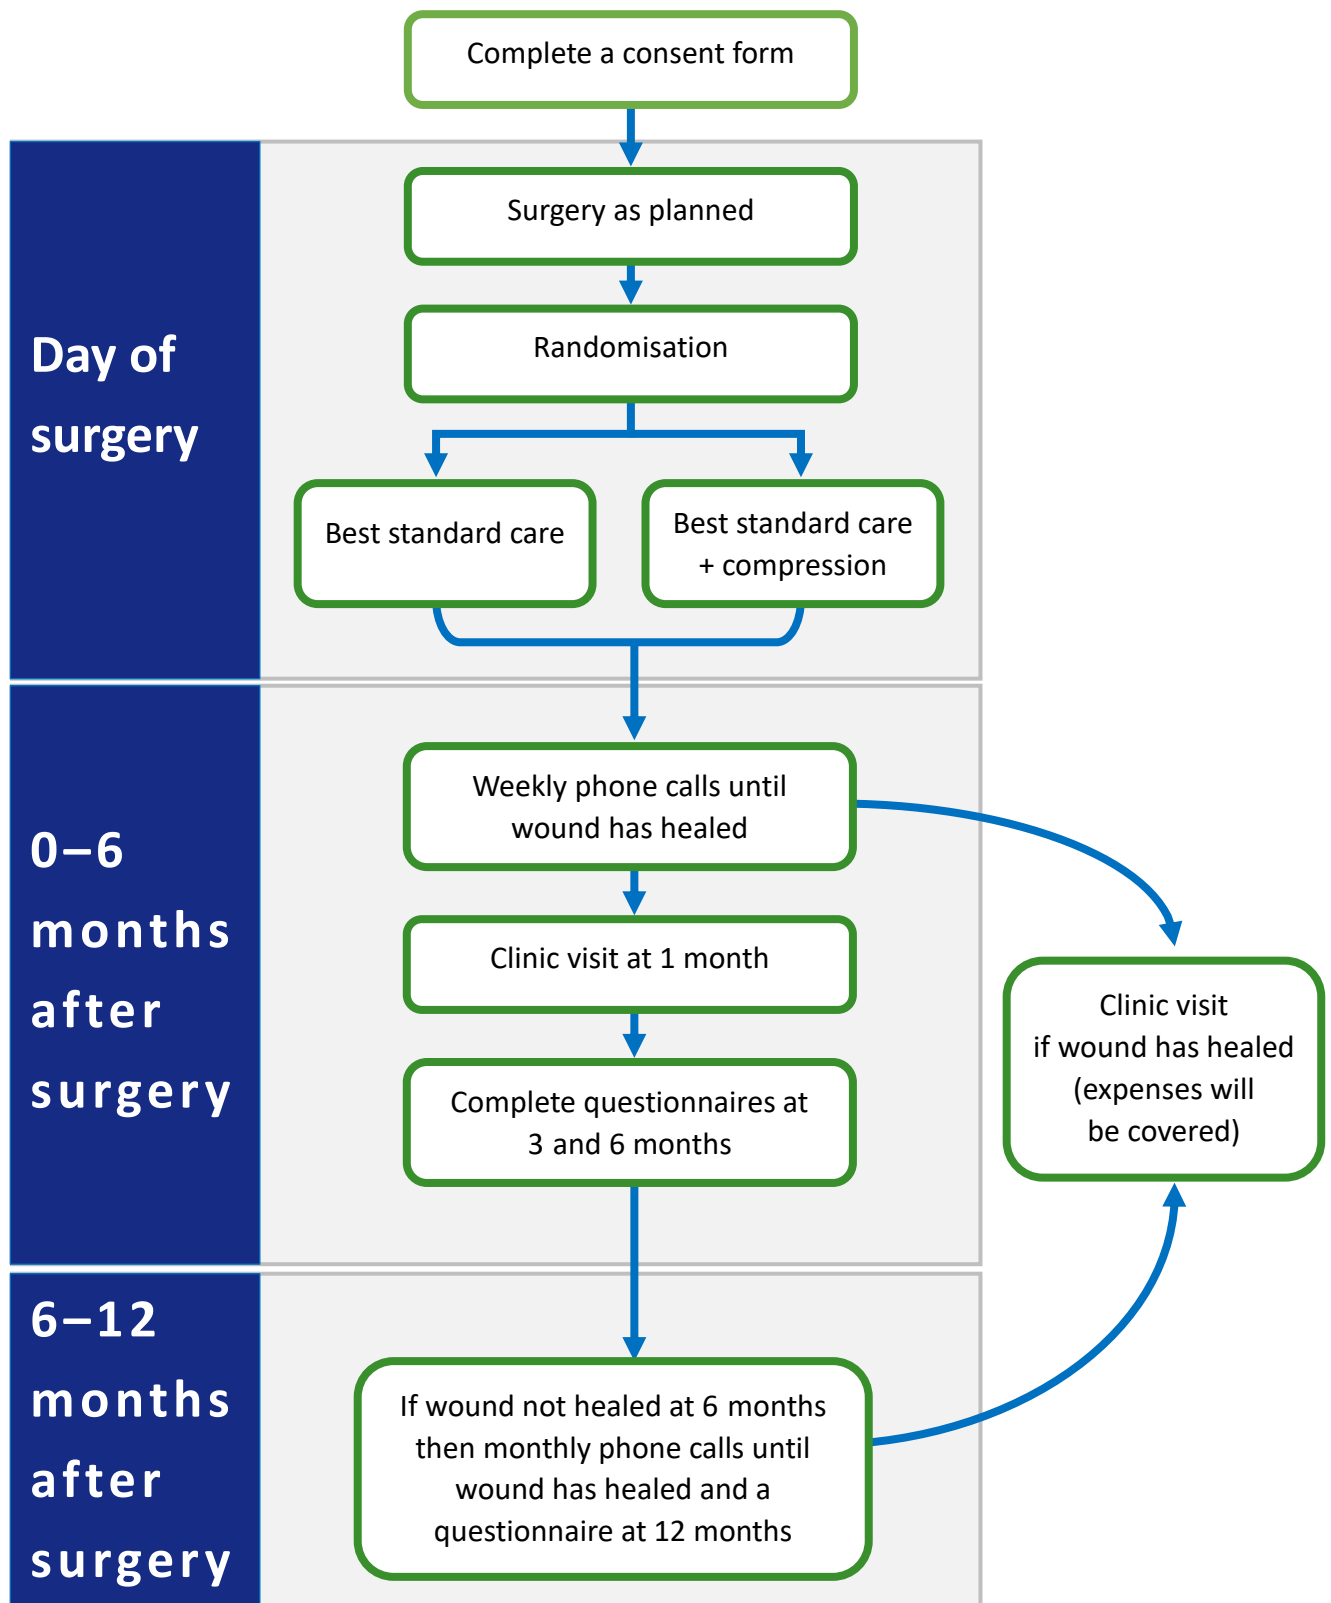 Complete a consent form
Day of
surgery
Surgery as planned
Randomisation
Best standard care
Best standard care
+ compression
0–6
months
after
surgery
Weekly phone calls until
wound has healed
Clinic visit at 1 month
Complete questionnaires at
3 and 6 months
Clinic visit
if wound has healed
(expenses will
be covered)
6–12
months
after
surgery
If wound not healed at 6 months
then monthly phone calls until
wound has healed and a
questionnaire at 12 months